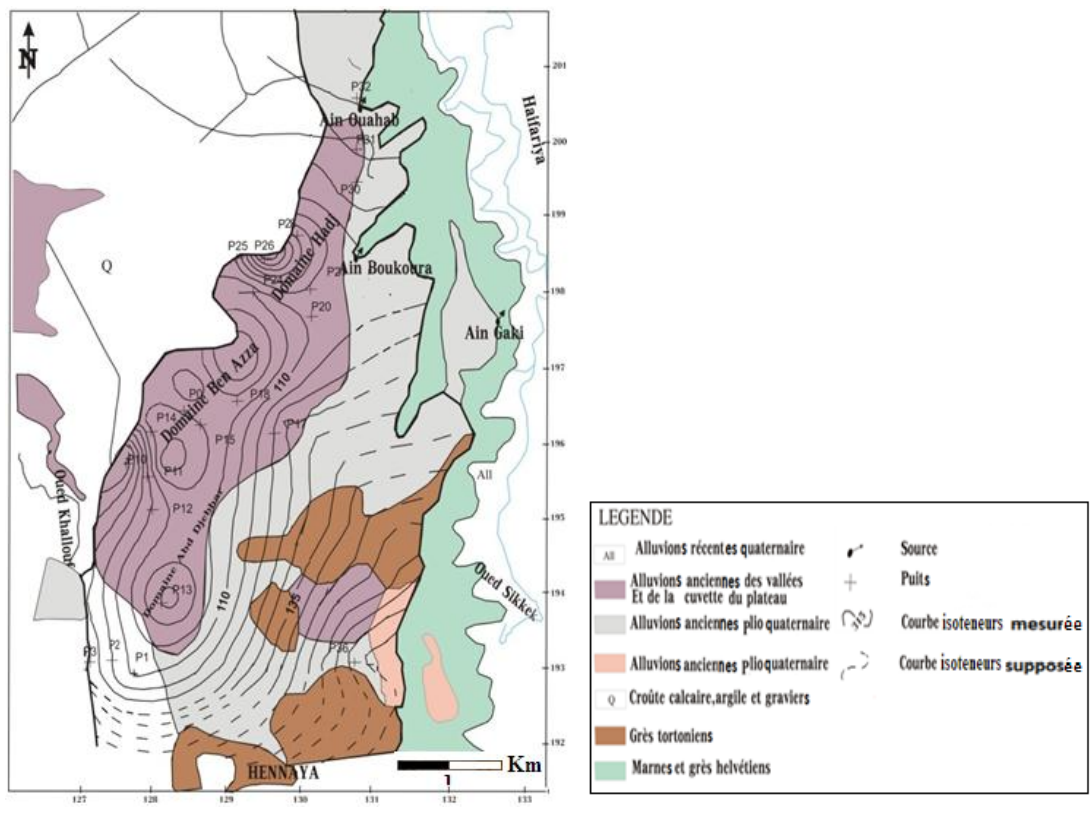 N
201
P32
Ain Ouahab
Haifariya
200
P31
P30
199
P25 P26
Domaine Hadj
Ain Boukoura
Q
198
P20
Ain Gaki
197
Domaine Ben Azza
110
P18
P14
P17
P15
196
P10
P11
All
Oued Khallouf
P12
195
Domaine Abd Djebbar
Oued Sikkek
P13
110
135
194
P3
P2
P1
P36
193
192
HENNAYA
Km
1
127 128 129 130 131 132 133
LEGENDE
All Alluvions récentes quaternaire
Alluvions anciennes des vallées
Et de la cuvette du plateau
Alluvions anciennes plio quaternaire
Alluvions anciennes plio quaternaire
Q Croûte calcaire,argile et graviers
Grès tortoniens
Marnes et grès helvétiens
Source
Puits
Courbe isoteneurs mesurée
Courbe isoteneurs supposée